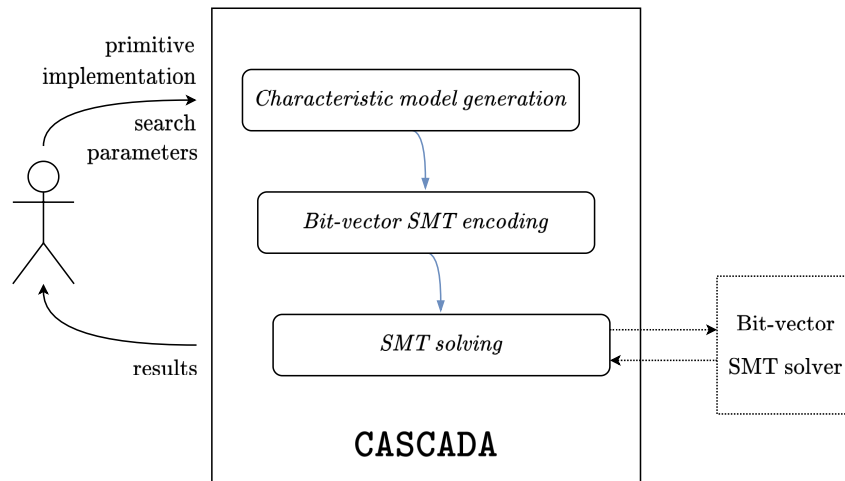 primitive
implementation
search
parameters
Characteristic model generation
Bit-vector SMT encoding
SMT solving
Bit-vector
SMT solver
results
CASCADA